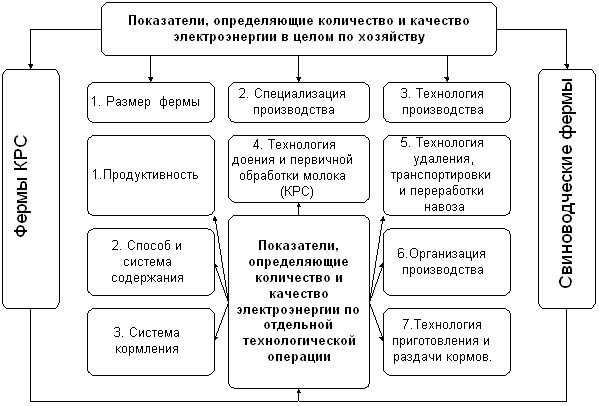 Показатели, определяющие количество и качество
электроэнергии в целом по хозяйству
Фермы КРС
1. Размер фермы
2. Специализация
производства
3. Технология
производства
Свиноводческие фермы
1.Продуктивность
4. Технология
доения и первичной
обработки молока
(КРС)
5. Технология
удаления,
транспортировки
и переработки
навоза
2. Способ и
система
содержания
Показатели,
определяющие
количество и
качество
электроэнергии по
отдельной
технологической
операции
6.Организация
производства
3. Система
кормления
7.Технология
приготовления и
раздачи кормов.